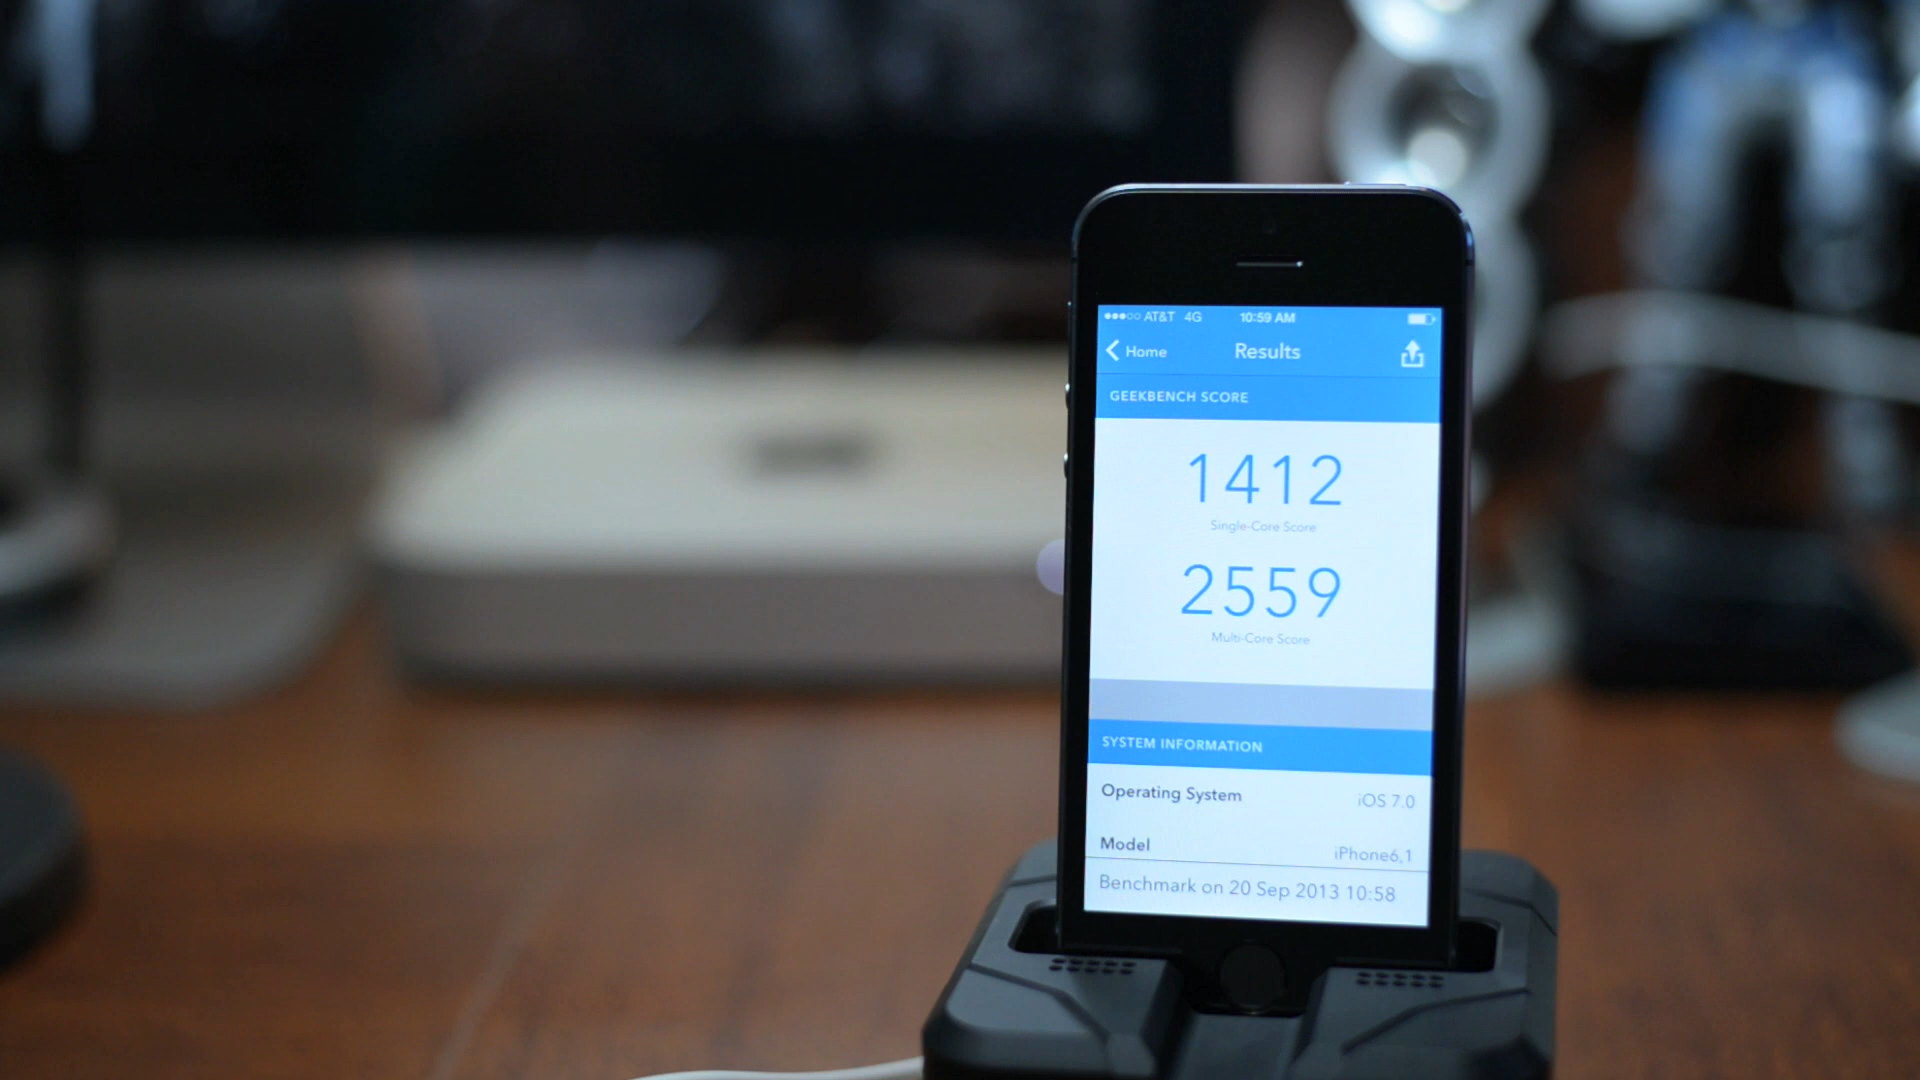 AT&T 4G 10:59 AM
Home Results
GEEKBENCH SCORE
1412
Single-Core Score
2559
Multi-Core Score
SYSTEM INFORMATION
Operating System iOS 7.0
Model iPhone6,1
Benchmark on 20 Sep 2013 10:58